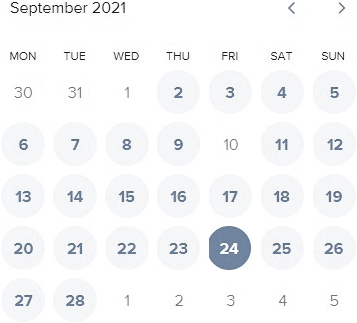 September 2021
MON TUE WED THU FRI SAT SUN
30 31 1 2 3 4 5
6 7 8 9 10 11 12
13 14 15 16 17 18 19
20 21 22 23 24 25 26
27 28 1 2 3 4 5